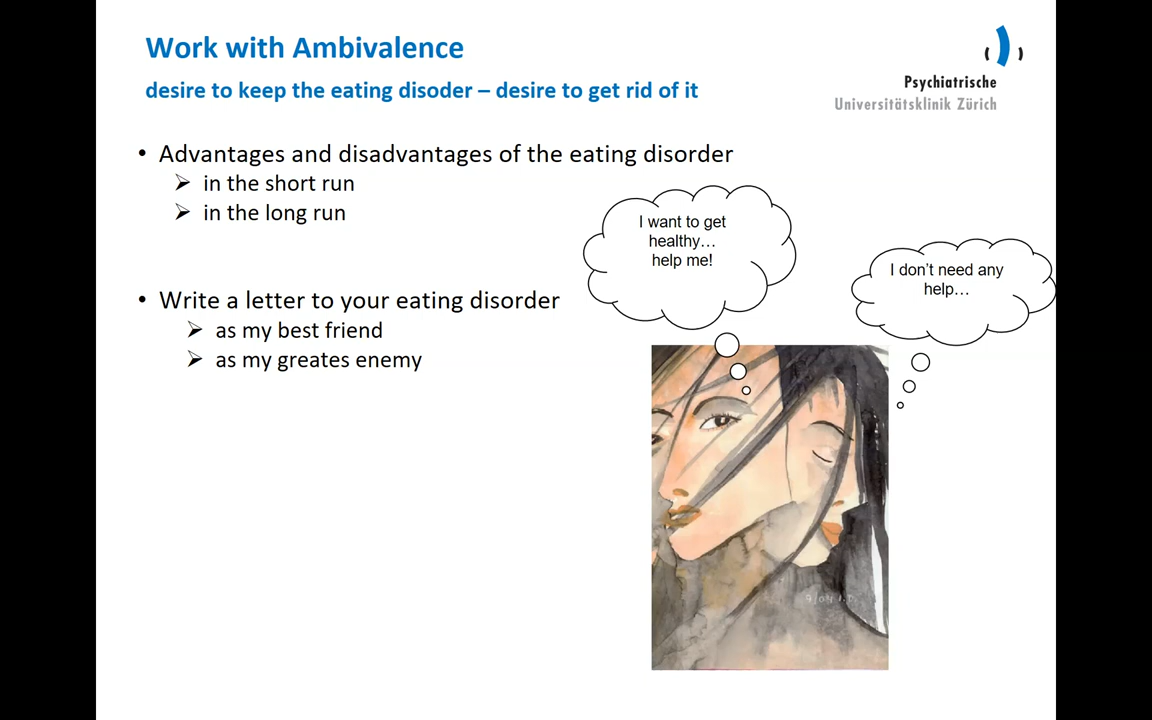 Work with Ambivalence
desire to keep the eating disoder – desire to get rid of it
Psychiatrische
Universitätsklinik Zürich
• Advantages and disadvantages of the eating disorder
➢ in the short run
➢ in the long run
I want to get
healthy…
help me!
I don't need any
help…
• Write a letter to your eating disorder
➢ as my best friend
➢ as my greates enemy